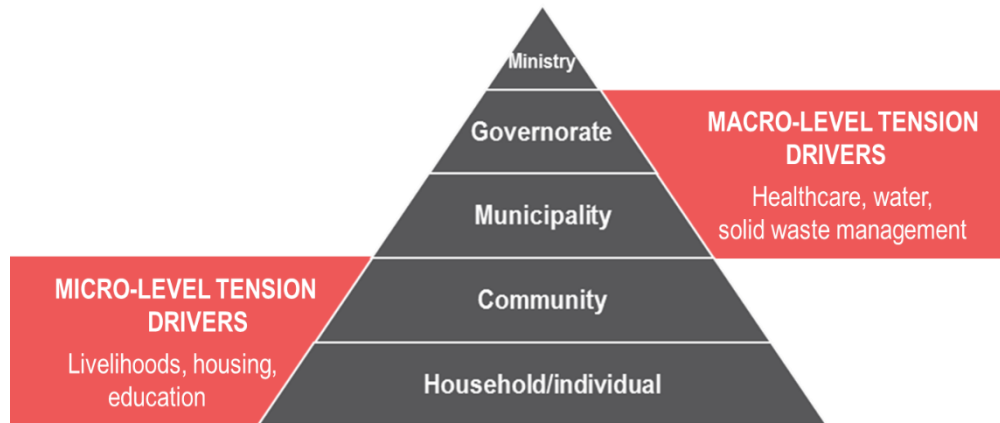 Ministry
Governorate
MACRO-LEVEL TENSION
DRIVERS
Healthcare, water,
solid waste management
Municipality
MICRO-LEVEL TENSION
DRIVERS
Livelihoods, housing,
education
Community
Household/individual